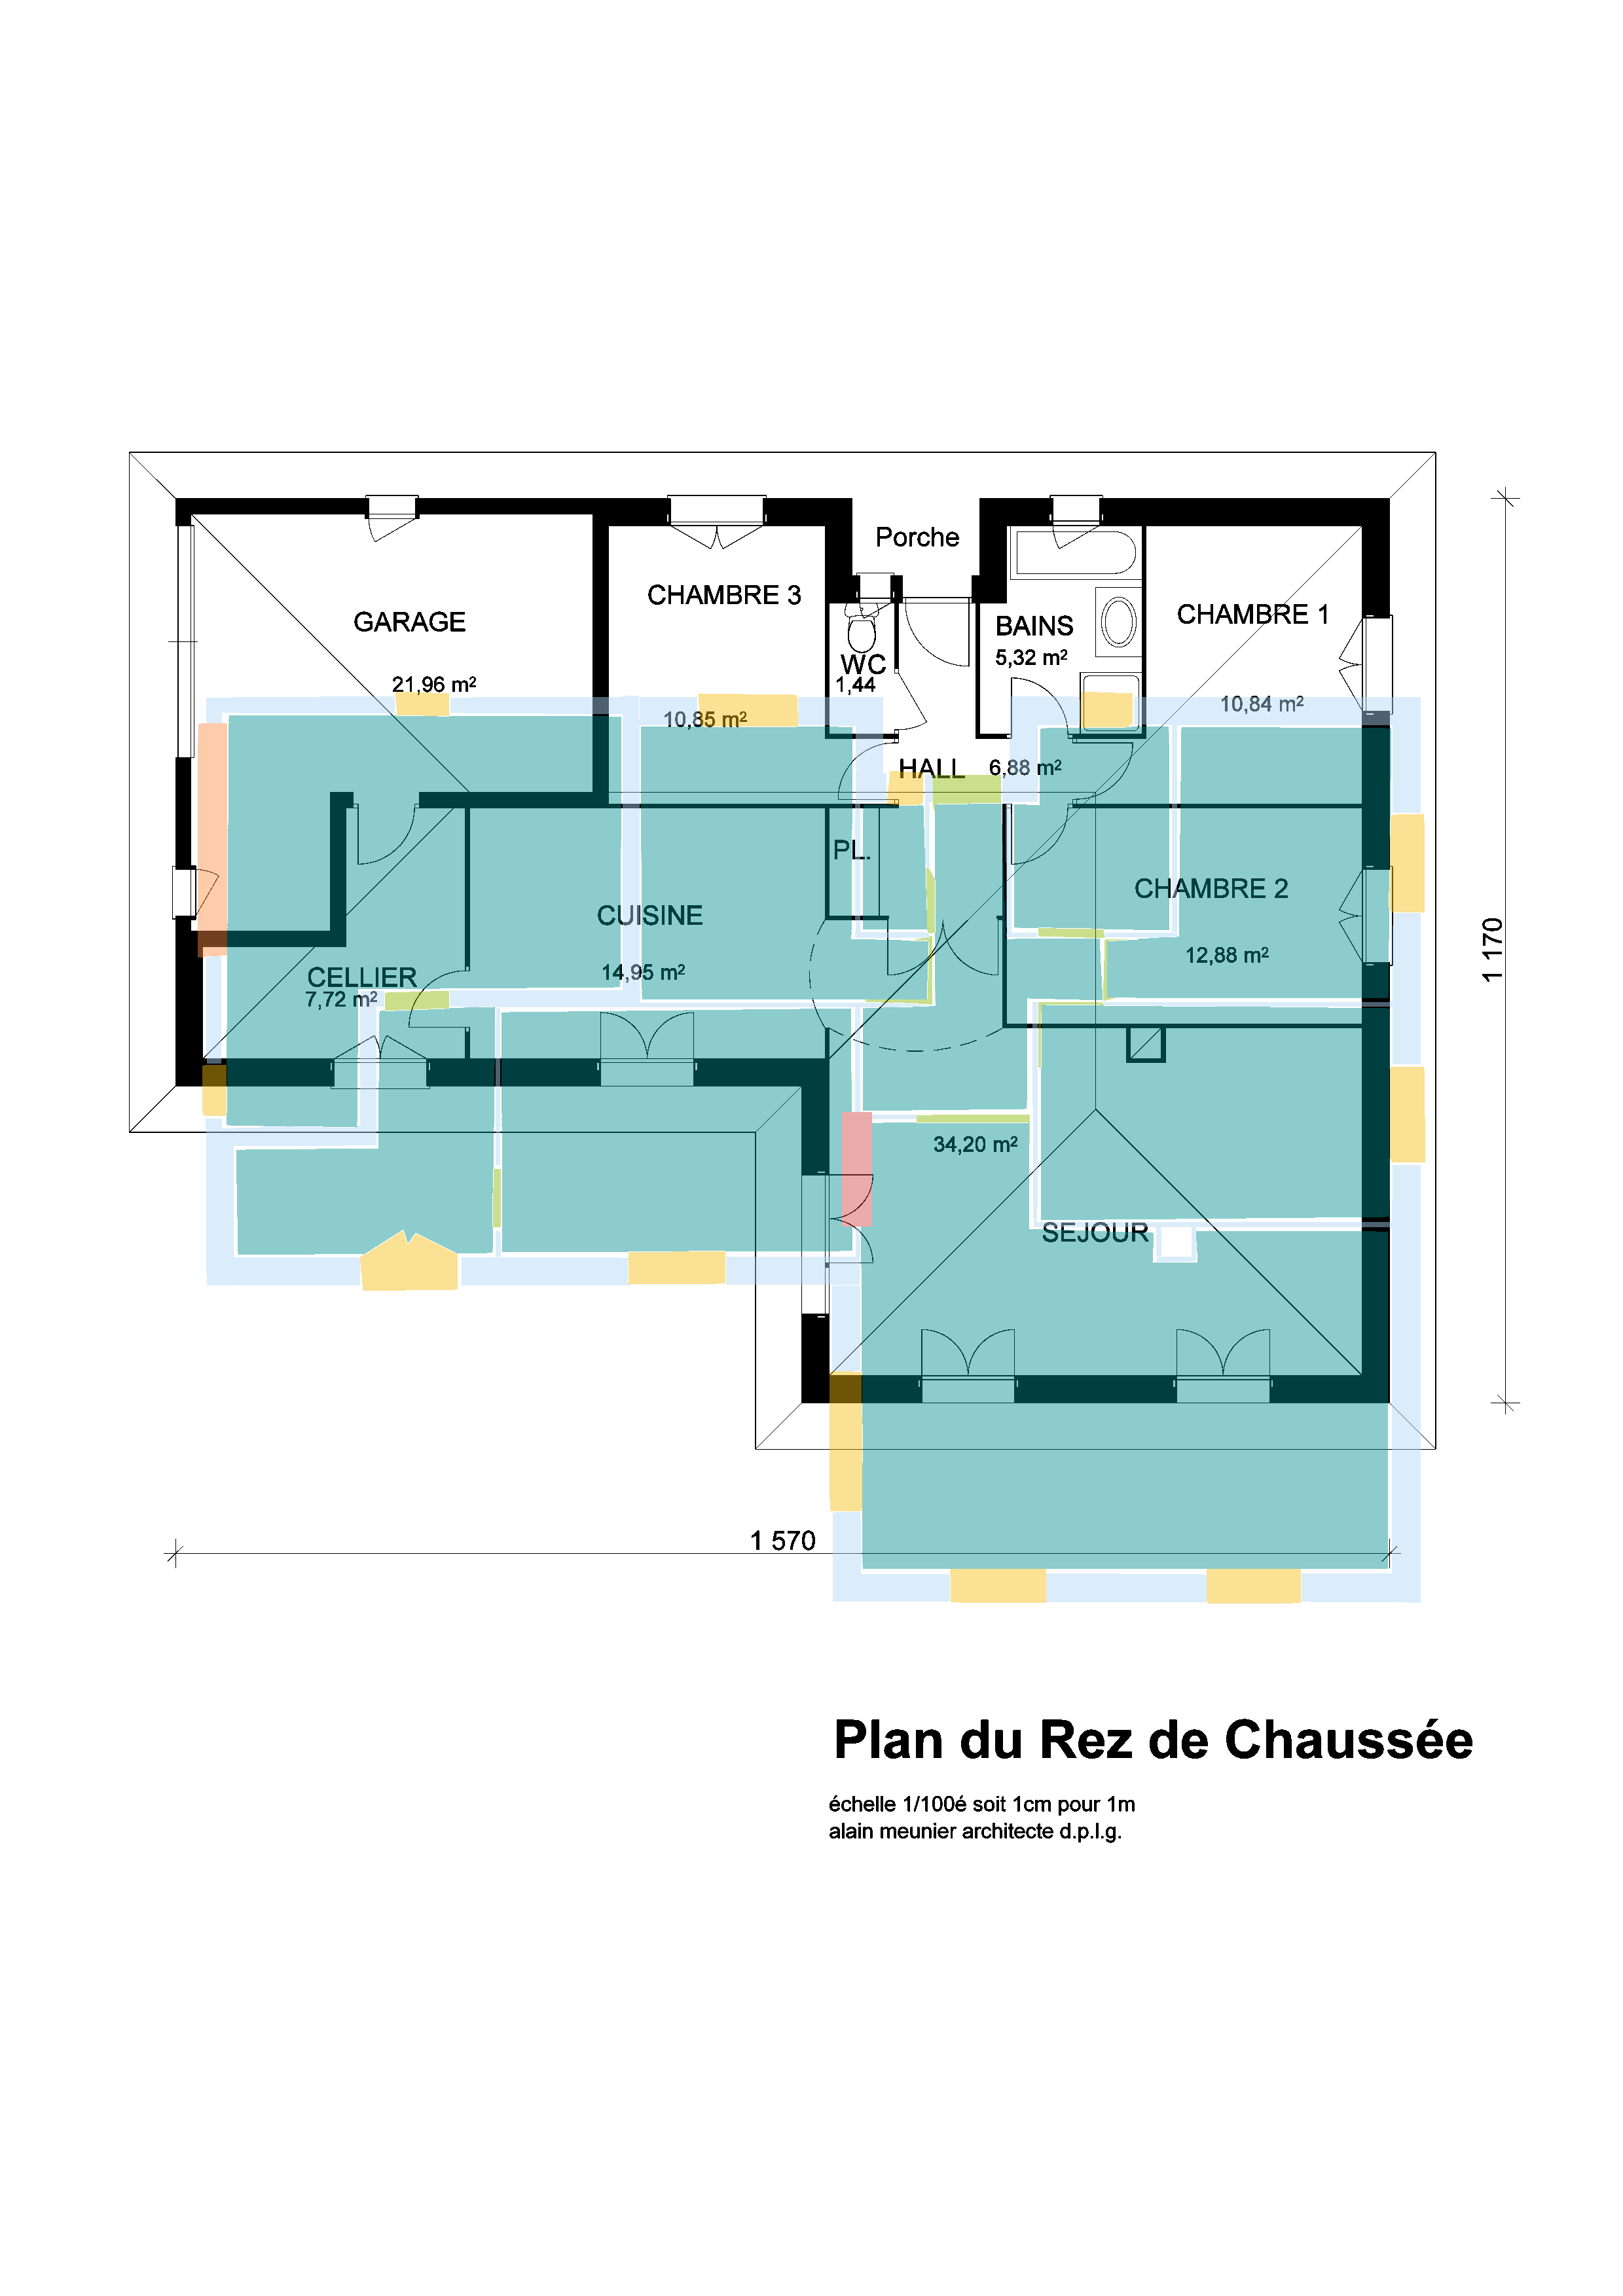 Porche
CHAMBRE 3
GARAGE
CHAMBRE 1
BAINS
5,32 m²
WC
1,44
21,96 m²
10,85 m²
10,84 m²
HALL 6,88 m²
PL.
CHAMBRE 2
CUISINE
12,88 m²
CELLIER
7,72 m²
14,95 m²
1 170
34,20 m²
SEJOUR
1 570
Plan du Rez de Chaussée
échelle 1/100é soit 1cm pour 1m
alain meunier architecte d.p.l.g.